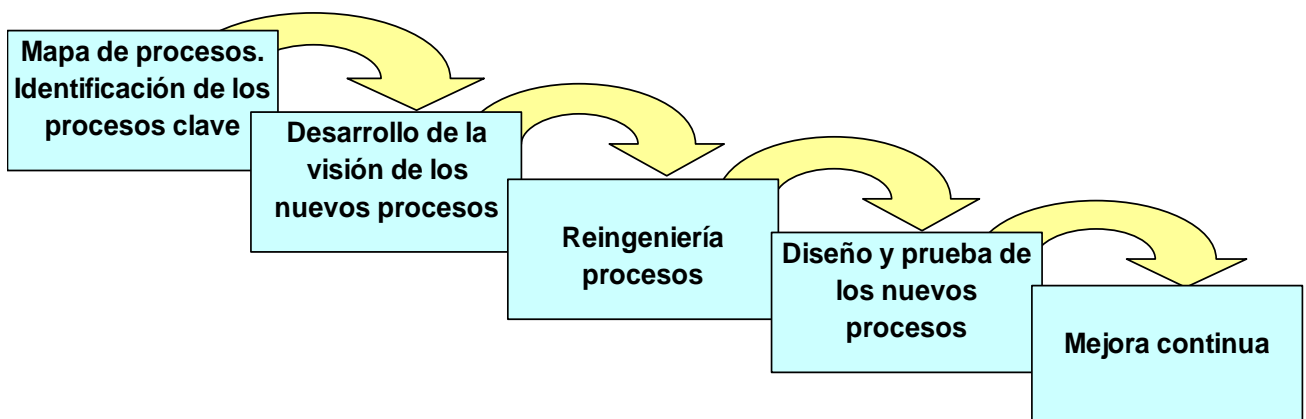 Mapa de procesos.
Identificación de los
procesos clave
Desarrollo de la
visión de los
nuevos procesos
Reingeniería
procesos
Diseño y prueba de
los nuevos
procesos
Mejora continua